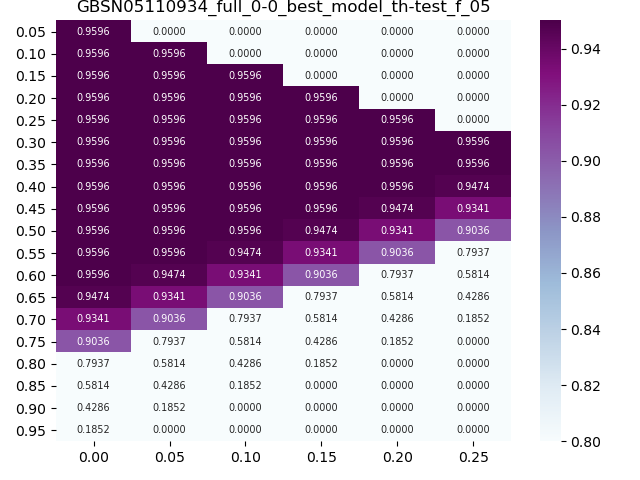 GBSN05110934_full_0-0_best_model_th-test_f_05
0.05 0.9596 0.0000 0.0000 0.0000 0.0000 0.0000
0.10 0.9596 0.9596 0.0000 0.0000 0.0000 0.0000
0.15 0.9596 0.9596 0.9596 0.0000 0.0000 0.0000
0.20 0.9596 0.9596 0.9596 0.9596 0.0000 0.0000
0.25 0.9596 0.9596 0.9596 0.9596 0.9596 0.0000
0.30 0.9596 0.9596 0.9596 0.9596 0.9596 0.9596
0.35 0.9596 0.9596 0.9596 0.9596 0.9596 0.9596
0.40 0.9596 0.9596 0.9596 0.9596 0.9596 0.9474
0.45 0.9596 0.9596 0.9596 0.9596 0.9474 0.9341
0.50 0.9596 0.9596 0.9596 0.9474 0.9341 0.9036
0.55 0.9596 0.9596 0.9474 0.9341 0.9036 0.7937
0.60 0.9596 0.9474 0.9341 0.9036 0.7937 0.5814
0.65 0.9474 0.9341 0.9036 0.7937 0.5814 0.4286
0.70 0.9341 0.9036 0.7937 0.5814 0.4286 0.1852
0.75 0.9036 0.7937 0.5814 0.4286 0.1852 0.0000
0.80 0.7937 0.5814 0.4286 0.1852 0.0000 0.0000
0.85 0.5814 0.4286 0.1852 0.0000 0.0000 0.0000
0.90 0.4286 0.1852 0.0000 0.0000 0.0000 0.0000
0.95 0.1852 0.0000 0.0000 0.0000 0.0000 0.0000
0.00 0.05 0.10 0.15 0.20 0.25
0.94
0.92
0.90
0.88
0.86
0.84
0.82
0.80